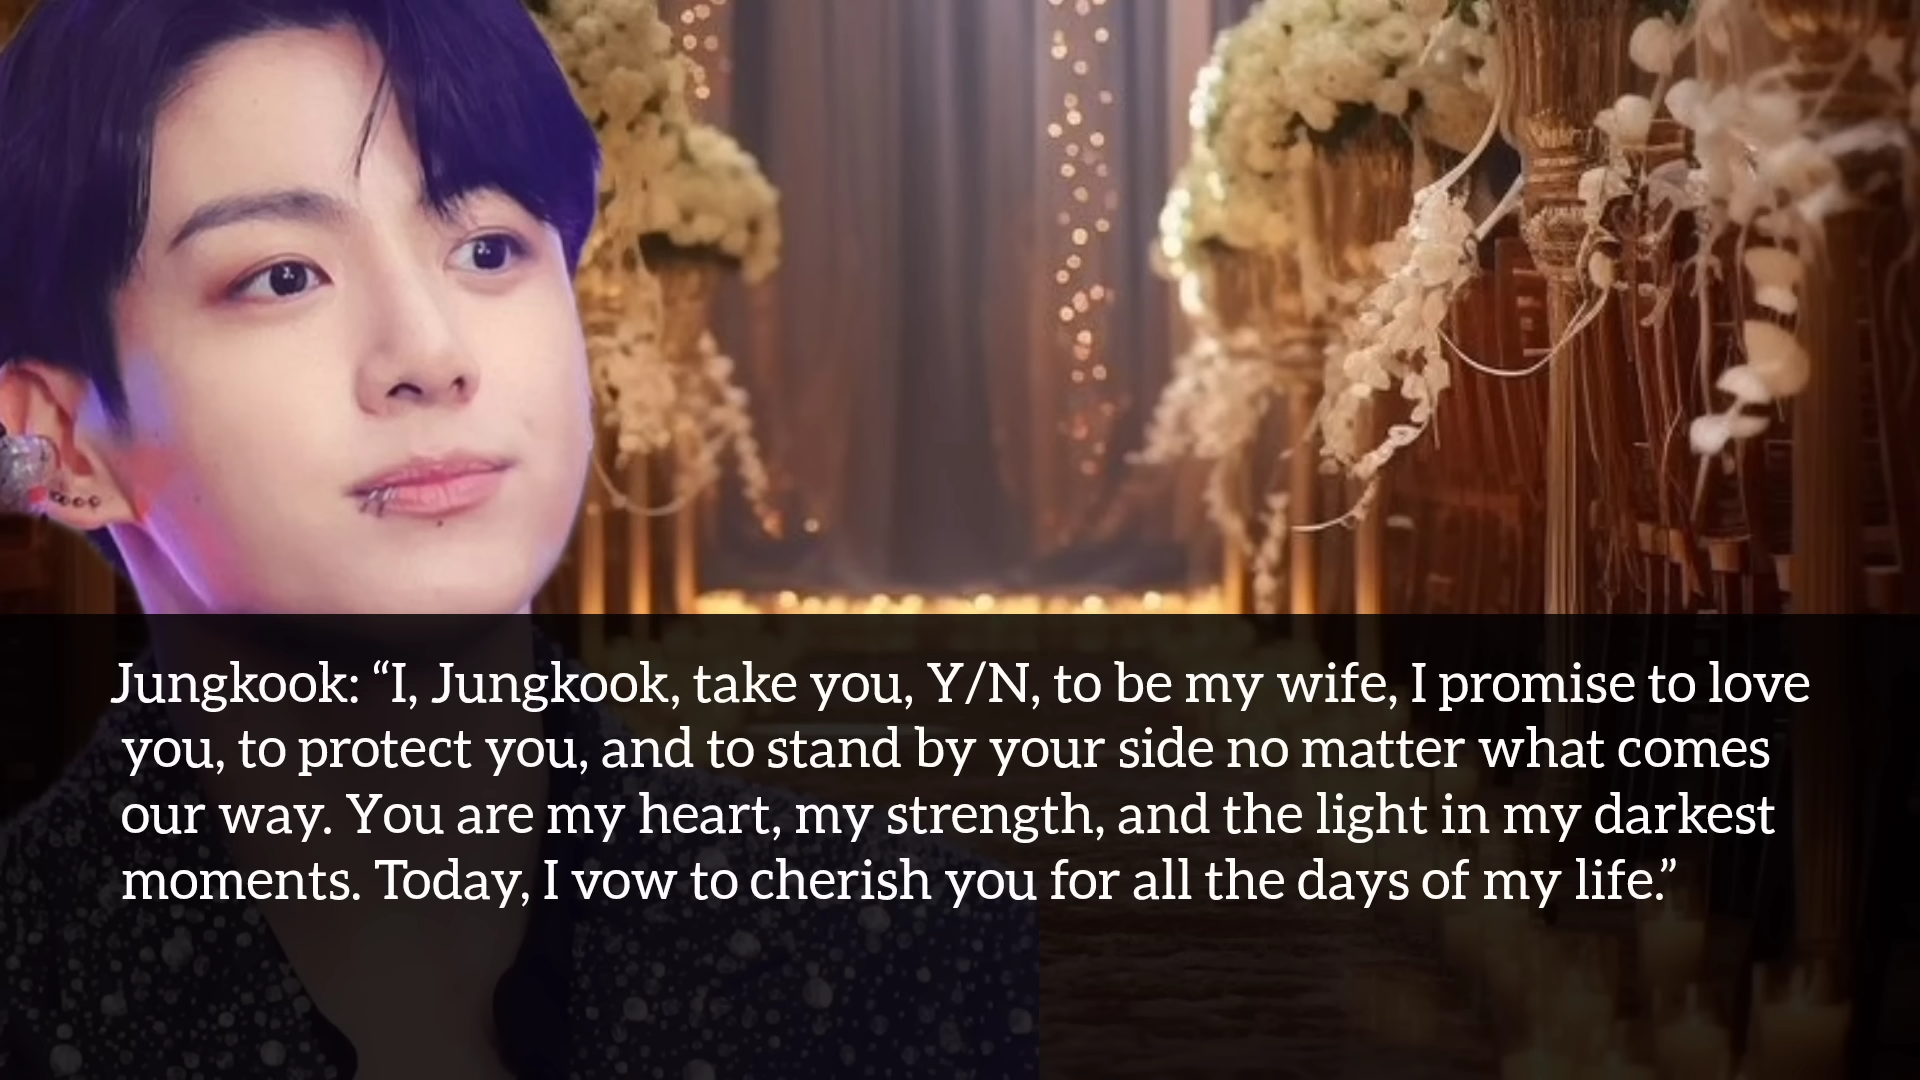 Jungkook: “I, Jungkook, take you, Y/N, to be my wife, I promise to love
you, to protect you, and to stand by your side no matter what comes
our way. You are my heart, my strength, and the light in my darkest
moments. Today, I vow to cherish you for all the days of my life.”